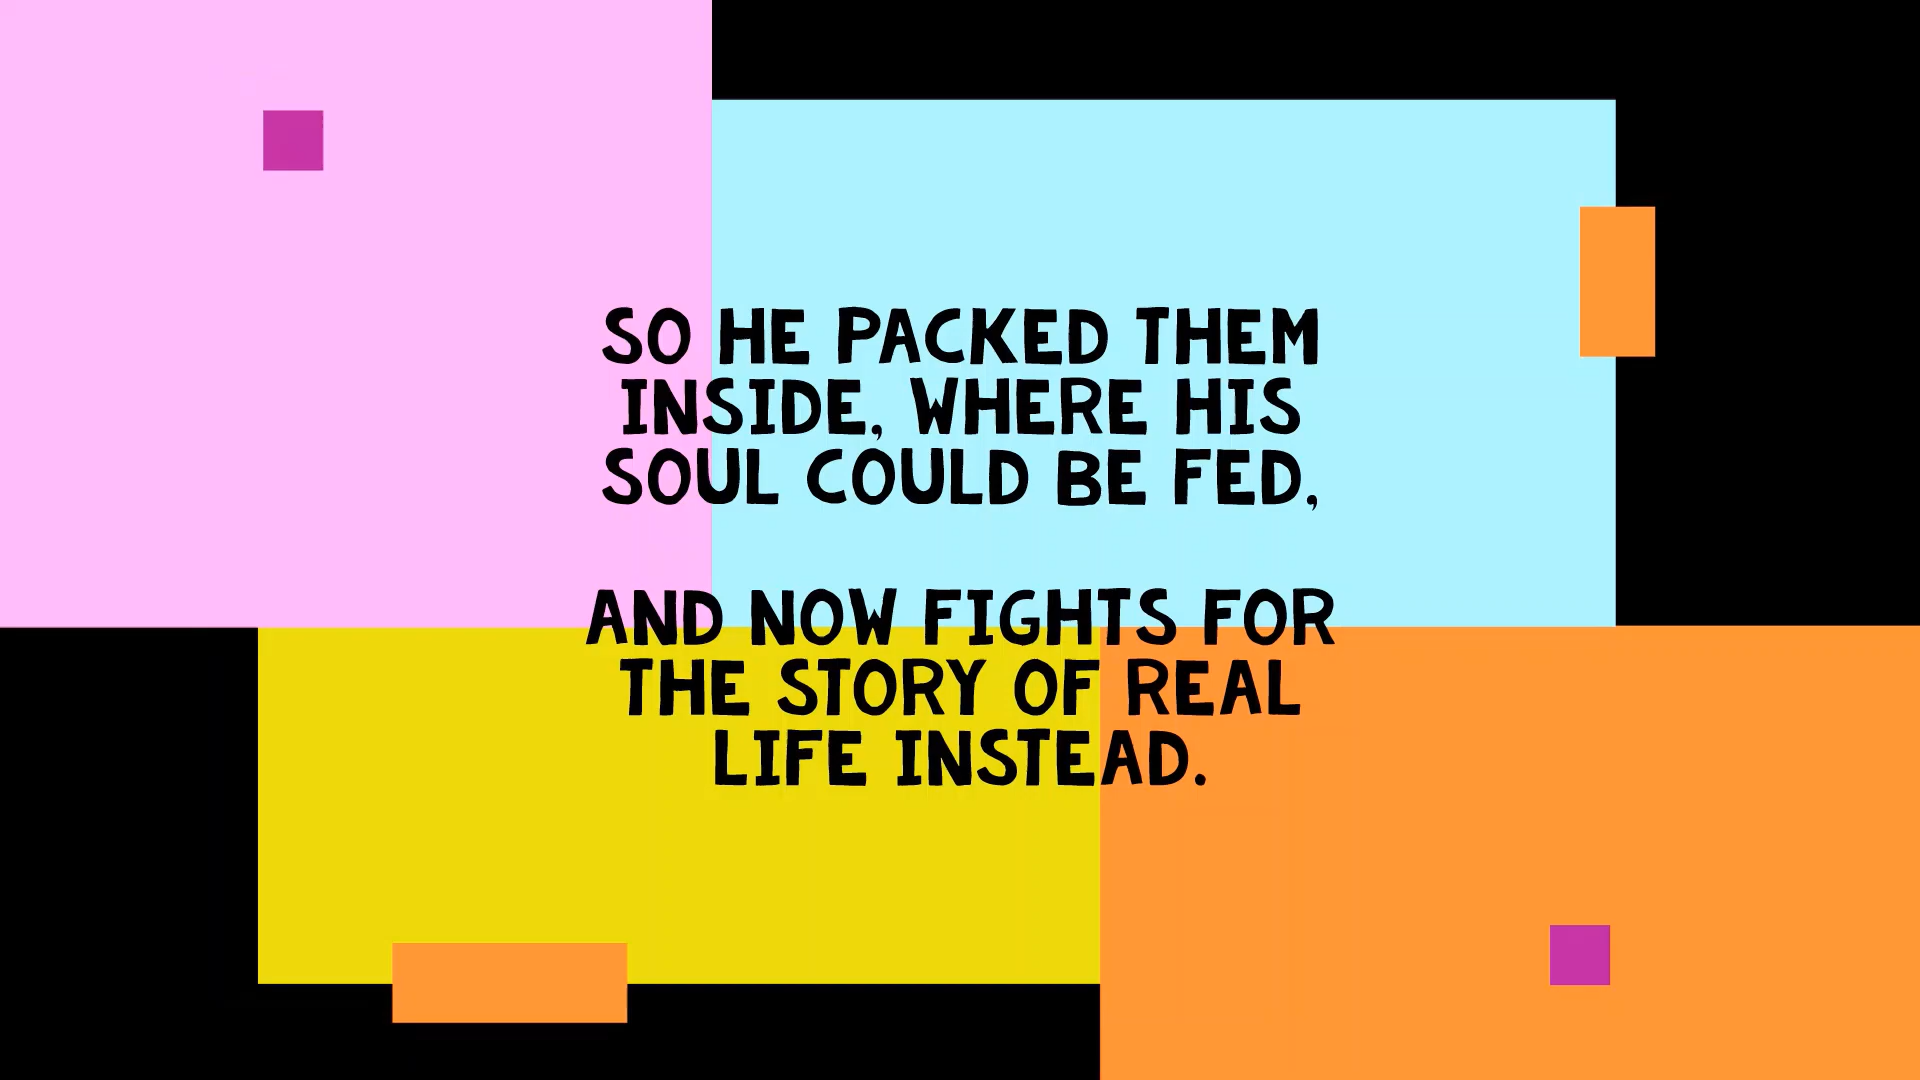 SO HE PACKED THEM
INSIDE, WHERE HIS
SOUL COULD BE FED,
AND NOW FIGHTS FOR
THE STORY OF REAL
LIFE INSTEAD.